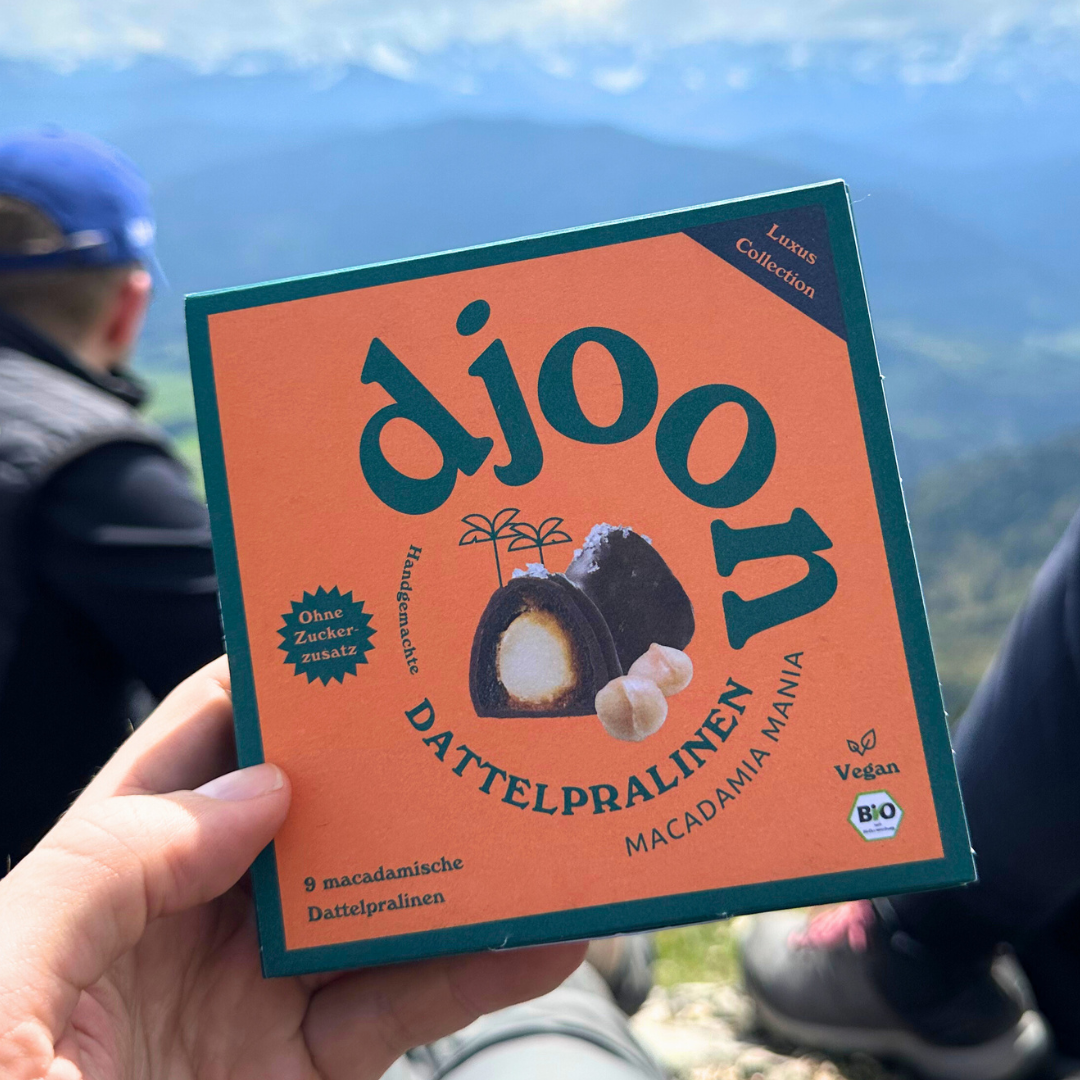 Luxus
Collection
djoon
Handgemachte
DATTELPRALINEN
MACADAMIA MANIA
Ohne
Zucker-
zusatz
Vegan
Bio
9 macadamische
Dattelpralinen